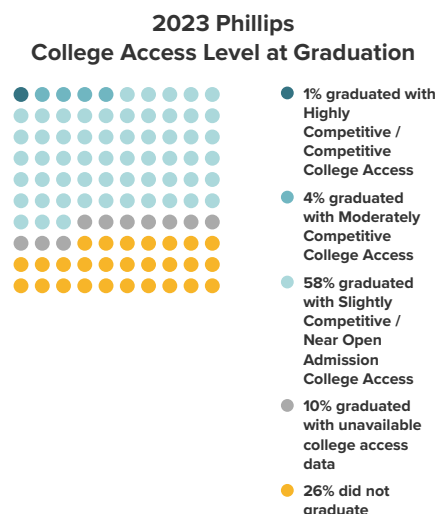 2023 Phillips
College Access Level at Graduation
1% graduated with
Highly
Competitive /
Competitive
College Access
4% graduated
with Moderately
Competitive
College Access
58% graduated
with Slightly
Competitive /
Near Open
Admission
College Access
10% graduated
with unavailable
college access
data
26% did not
graduate